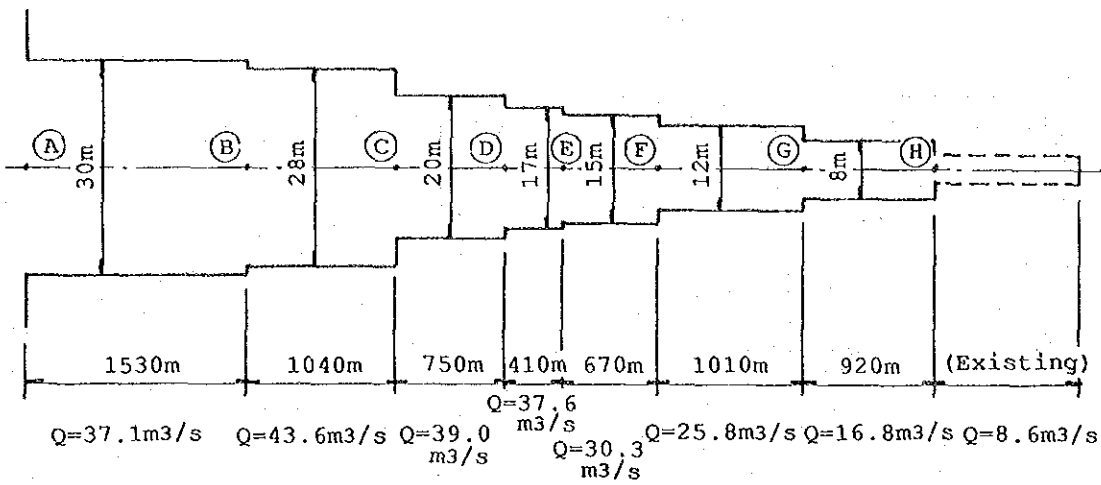 A
B
C
D
E
F
G
H
30m
28m
20m
17m
15m
12m
8m
1530m
1040m
750m
410m
670m
1010m
920m
(Existing)
Q=37.1m3/s
Q=43.6m3/s
Q=39.0
m3/s
Q=37.6
m3/s
Q=30.3
m3/s
Q=25.8m3/s
Q=16.8m3/s
Q=8.6m3/s